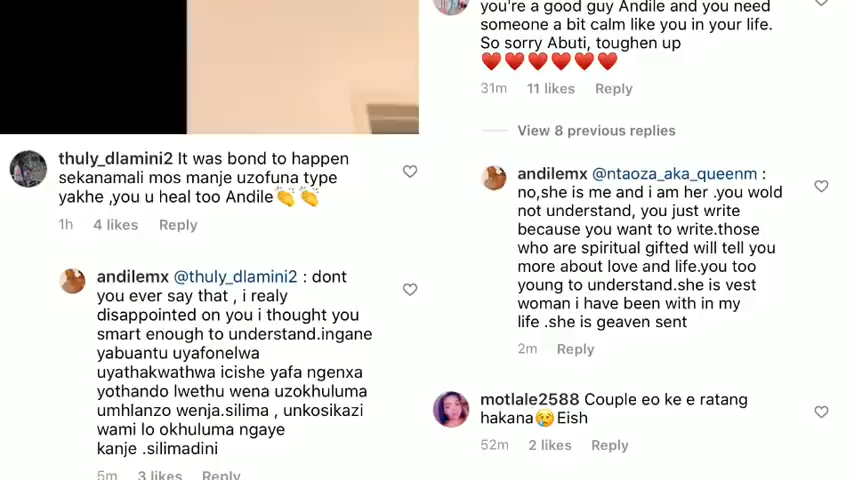 thuly_dlamini2 It was bond to happen
sekanamali mos manje uzofuna type
yakhe ,you u heal too Andile👏👏
1h 4 likes Reply
andilemx @thuly_dlamini2 : dont
you ever say that , i realy
disappointed on you i thought you
smart enough to understand.ingane
yabuantu uyafonelwa
uyathakwathwa icishe yafa ngenxa
yothando lwethu wena uzokhuluma
umhlanzo wenja.silima , unkosikazi
wami lo okhuluma ngaye
kanje .silimadini
5m 3 likes Reply
you're a good guy Andile and you need
someone a bit calm like you in your life.
So sorry Abuti, toughen up
❤️❤️❤️❤️❤️❤️
31m 11 likes Reply
View 8 previous replies
andilemx @ntaoza_aka_queenm :
no,she is me and i am her .you wold
not understand, you just write
because you want to write.those
who are spiritual gifted will tell you
more about love and life.you too
young to understand.she is vest
woman i have been with in my
life .she is geaven sent
2m Reply
motlale2588 Couple eo ke e ratang
hakana😢Eish
52m 2 likes Reply